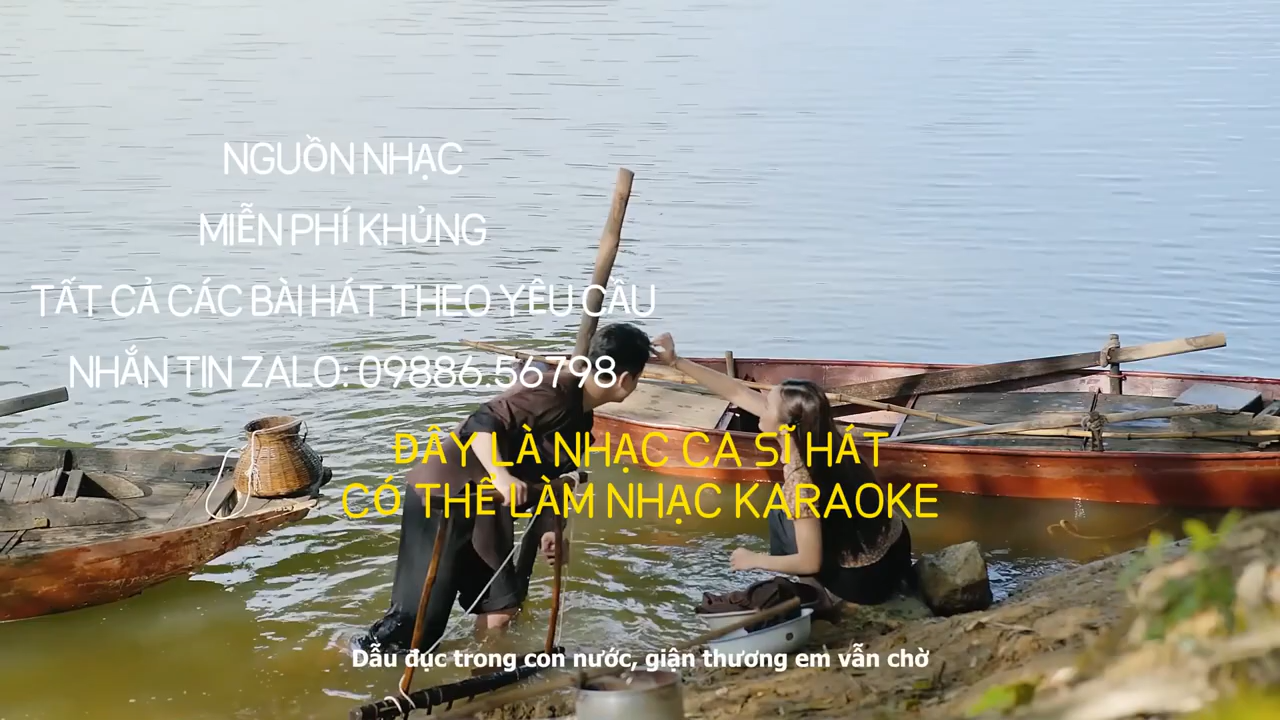 NGUỒN NHẠC
MIỄN PHÍ KHỦNG
TẤT CẢ CÁC BÀI HÁT THEO YÊU CẦU
NHẮN TIN ZALO: 09886.56798
ĐÂY LÀ NHẠC CA SĨ HÁT
CÓ THỂ LÀM NHẠC KARAOKE
Dẫu đục trong con nước, giận thương em vẫn chờ